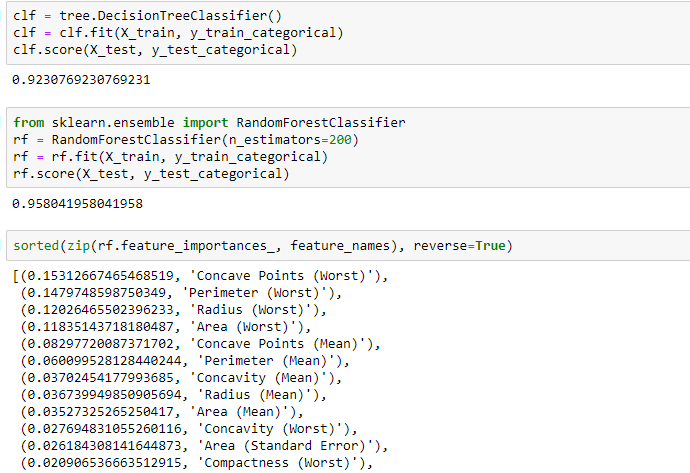 clf = tree.DecisionTreeClassifier()
clf = clf.fit(X_train, y_train_categorical)
clf.score(X_test, y_test_categorical)
0.9230769230769231
from sklearn.ensemble import RandomForestClassifier
rf = RandomForestClassifier(n_estimators=200)
rf = rf.fit(X_train, y_train_categorical)
rf.score(X_test, y_test_categorical)
0.958041958041958
sorted(zip(rf.feature_importances_, feature_names), reverse=True)
[(0.15312667465468519, 'Concave Points (Worst)'),
(0.1479748598750349, 'Perimeter (Worst)'),
(0.12026465502396233, 'Radius (Worst)'),
(0.11835143718180487, 'Area (Worst)'),
(0.08297720087371702, 'Concave Points (Mean)'),
(0.060099528128440244, 'Perimeter (Mean)'),
(0.03702454177993685, 'Concavity (Mean)'),
(0.036739949850905694, 'Radius (Mean)'),
(0.03527325265250417, 'Area (Mean)'),
(0.027694831055260116, 'Concavity (Worst)'),
(0.026184308141644873, 'Area (Standard Error)'),
(0.020906536663512915, 'Compactness (Worst)'),